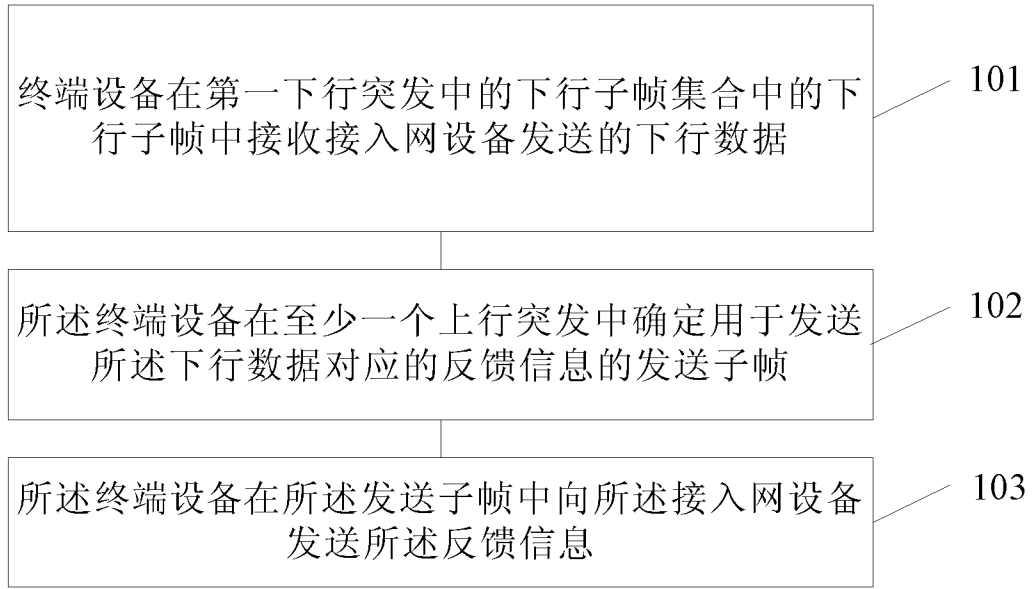 终端设备在第一下行突发中的下行子帧集合中的下
行子帧中接收接入网设备发送的下行数据
101
所述终端设备在至少一个上行突发中确定用于发送
所述下行数据对应的反馈信息的发送子帧
102
所述终端设备在所述发送子帧中向所述接入网设备
发送所述反馈信息
103